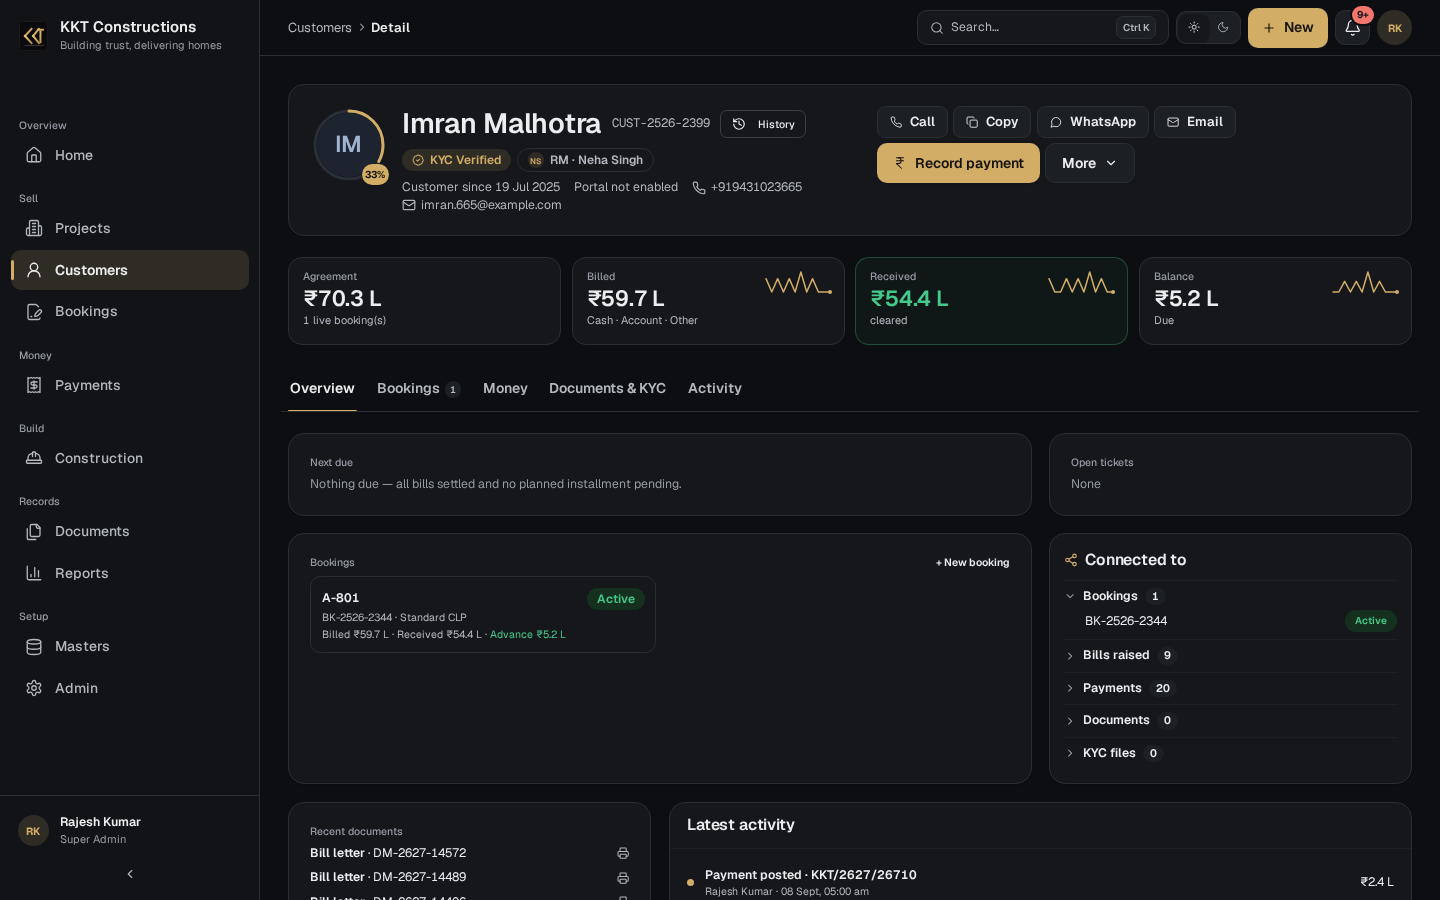 KKT Constructions
Building trust, delivering homes
Overview
Home
Sell
Projects
Customers
Bookings
Money
Payments
Build
Construction
Records
Documents
Reports
Setup
Masters
Admin
RK
Rajesh Kumar
Super Admin
Customers > Detail
Search...
Ctrl K
+ New
9+
RK
IM
33%
Imran Malhotra CUST-2526-2399 History
KYC Verified NS RM · Neha Singh
Customer since 19 Jul 2025 Portal not enabled +919431023665
imran.665@example.com
Call Copy WhatsApp Email
₹ Record payment More
Agreement
₹70.3 L
1 live booking(s)
Billed
₹59.7 L
Cash · Account · Other
Received
₹54.4 L
cleared
Balance
₹5.2 L
Due
Overview Bookings 1 Money Documents & KYC Activity
Next due
Nothing due — all bills settled and no planned installment pending.
Open tickets
None
Bookings + New booking
A-801 Active
BK-2526-2344 · Standard CLP
Billed ₹59.7 L · Received ₹54.4 L · Advance ₹5.2 L
Connected to
Bookings 1
BK-2526-2344 Active
Bills raised 9
Payments 20
Documents 0
KYC files 0
Recent documents
Bill letter · DM-2627-14572
Bill letter · DM-2627-14489
Latest activity
Payment posted · KKT/2627/26710
Rajesh Kumar · 08 Sept, 05:00 am
₹2.4 L